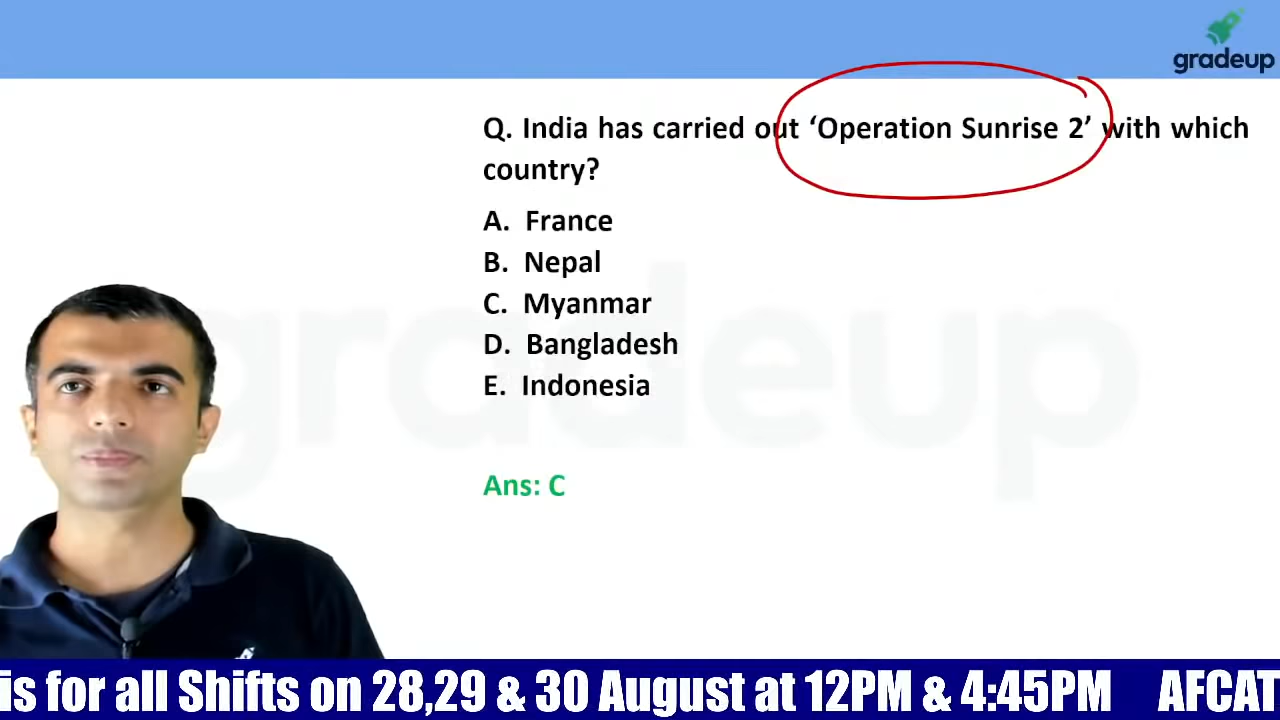 gradeup
Q. India has carried out ‘Operation Sunrise 2’ with which
country?
A. France
B. Nepal
C. Myanmar
D. Bangladesh
E. Indonesia
gradeup
Ans: C
is for all Shifts on 28,29 & 30 August at 12PM & 4:45PM AFCAT